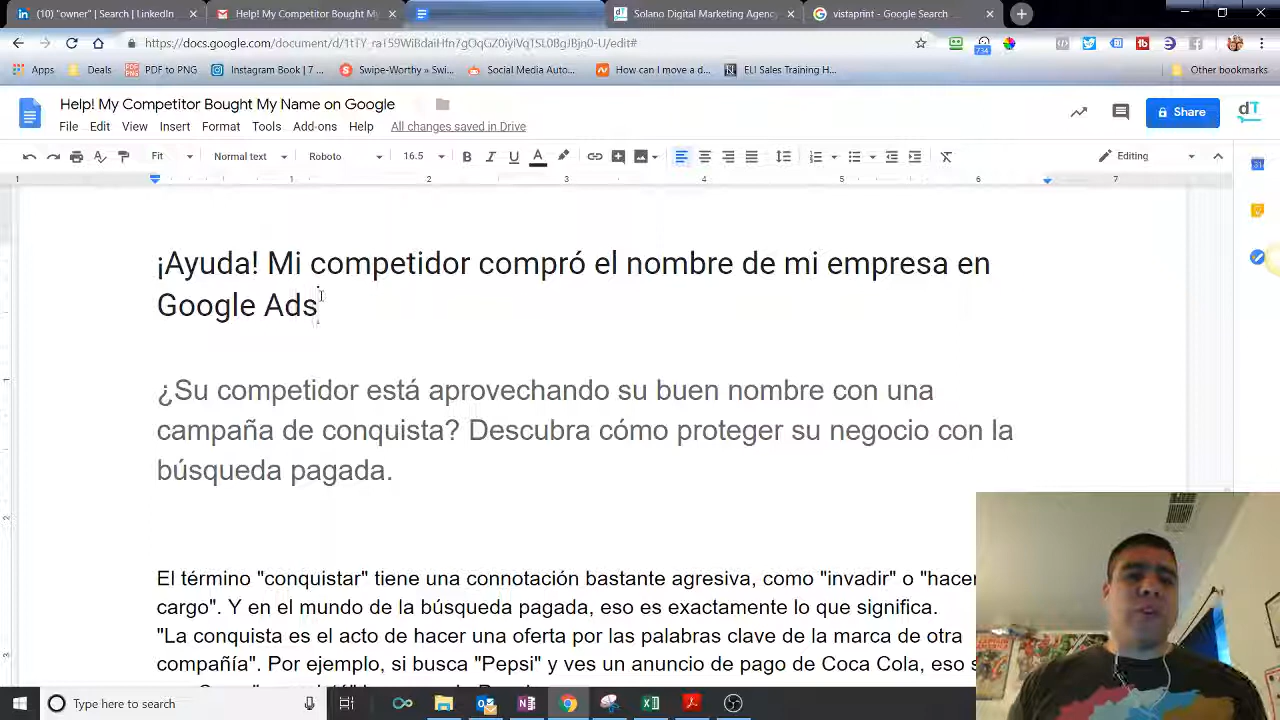 ("owner" | Search | LinkedIn
Help! My Competitor Bought My N
Solano Digital Marketing Agency
vistaprint - Google Search
Apps
Deals
PDF to PNG
Instagram Book | 7
Swipe-Worthy » Swi...
Social Media Auto...
How can I move a d
ELI Sales Training H...
Other bookmarks
Help! My Competitor Bought My Name on Google
Share
File Edit View Insert Format Tools Add-ons Help All changes saved in Drive
Fit Normal text Roboto 16.5 Editing
1 1 2 3 4 5 6 7
¡Ayuda! Mi competidor compró el nombre de mi empresa en
Google Ads
¿Su competidor está aprovechando su buen nombre con una
campaña de conquista? Descubra cómo proteger su negocio con la
búsqueda pagada.
El término "conquistar" tiene una connotación bastante agresiva, como "invadir" o "hacer
cargo". Y en el mundo de la búsqueda pagada, eso es exactamente lo que significa.
"La conquista es el acto de hacer una oferta por las palabras clave de la marca de otra
compañía". Por ejemplo, si busca "Pepsi" y ves un anuncio de pago de Coca Cola, eso
Type here to search